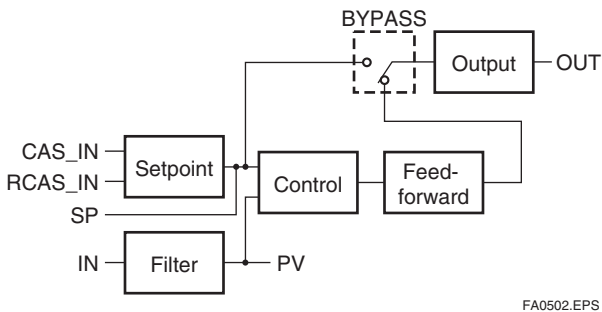 BYPASS
Output
OUT
CAS_IN
RCAS_IN
Setpoint
SP
Control
Feed-
forward
IN
Filter
PV
FA0502.EPS